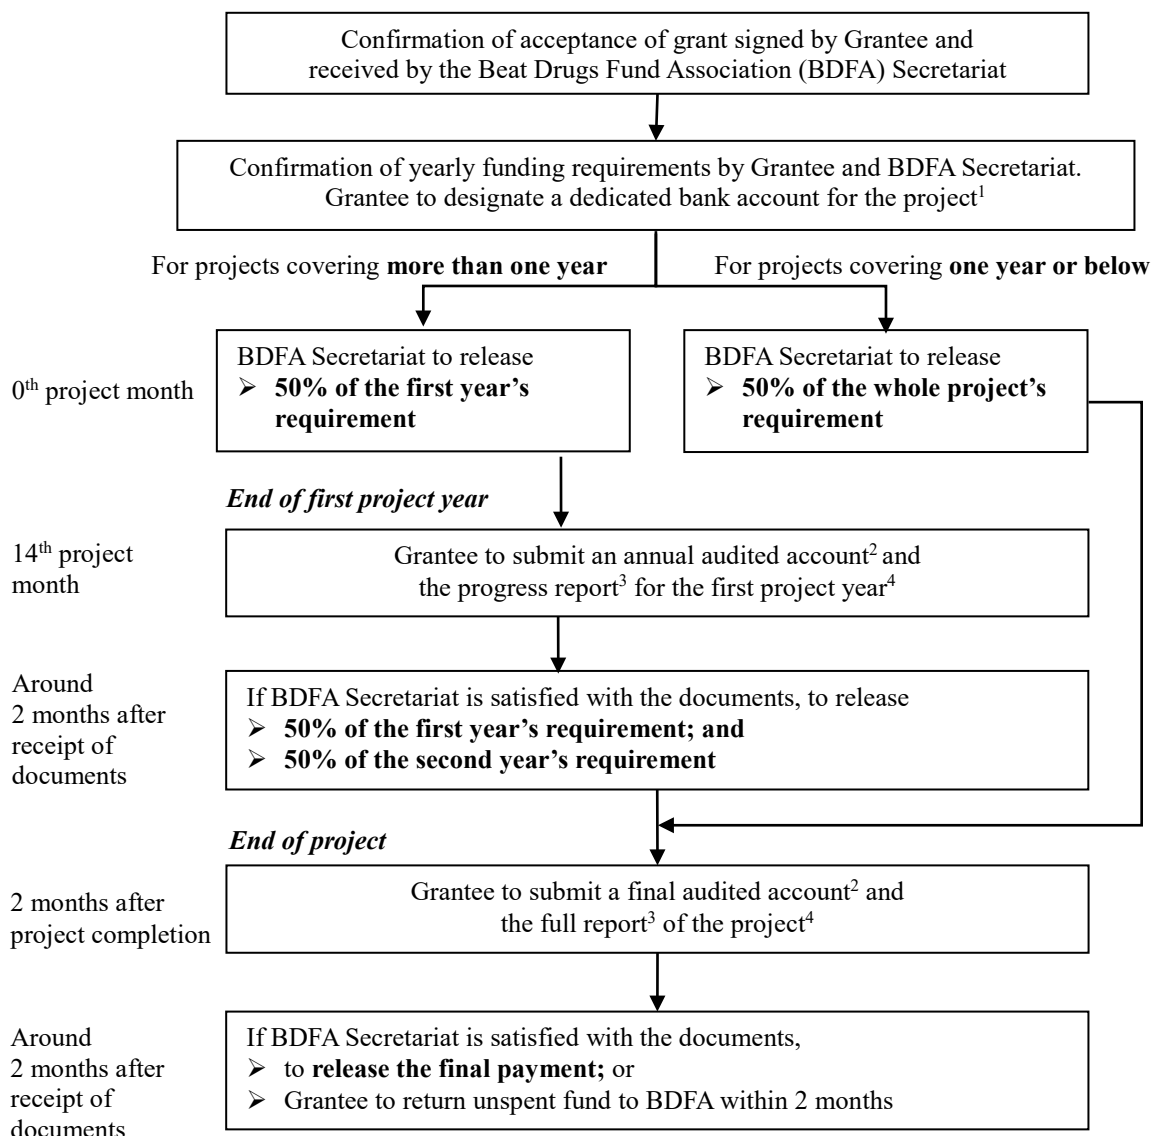 Confirmation of acceptance of grant signed by Grantee and
received by the Beat Drugs Fund Association (BDFA) Secretariat
Confirmation of yearly funding requirements by Grantee and BDFA Secretariat.
Grantee to designate a dedicated bank account for the project¹
For projects covering more than one year
For projects covering one year or below
0th project month
BDFA Secretariat to release
➢ 50% of the first year's
requirement
BDFA Secretariat to release
➢ 50% of the whole project's
requirement
End of first project year
14th project
month
Grantee to submit an annual audited account² and
the progress report³ for the first project year⁴
Around
2 months after
receipt of
documents
If BDFA Secretariat is satisfied with the documents, to release
➢ 50% of the first year's requirement; and
➢ 50% of the second year's requirement
End of project
2 months after
project completion
Grantee to submit a final audited account² and
the full report³ of the project⁴
Around
2 months after
receipt of
documents
If BDFA Secretariat is satisfied with the documents,
➢ to release the final payment; or
➢ Grantee to return unspent fund to BDFA within 2 months